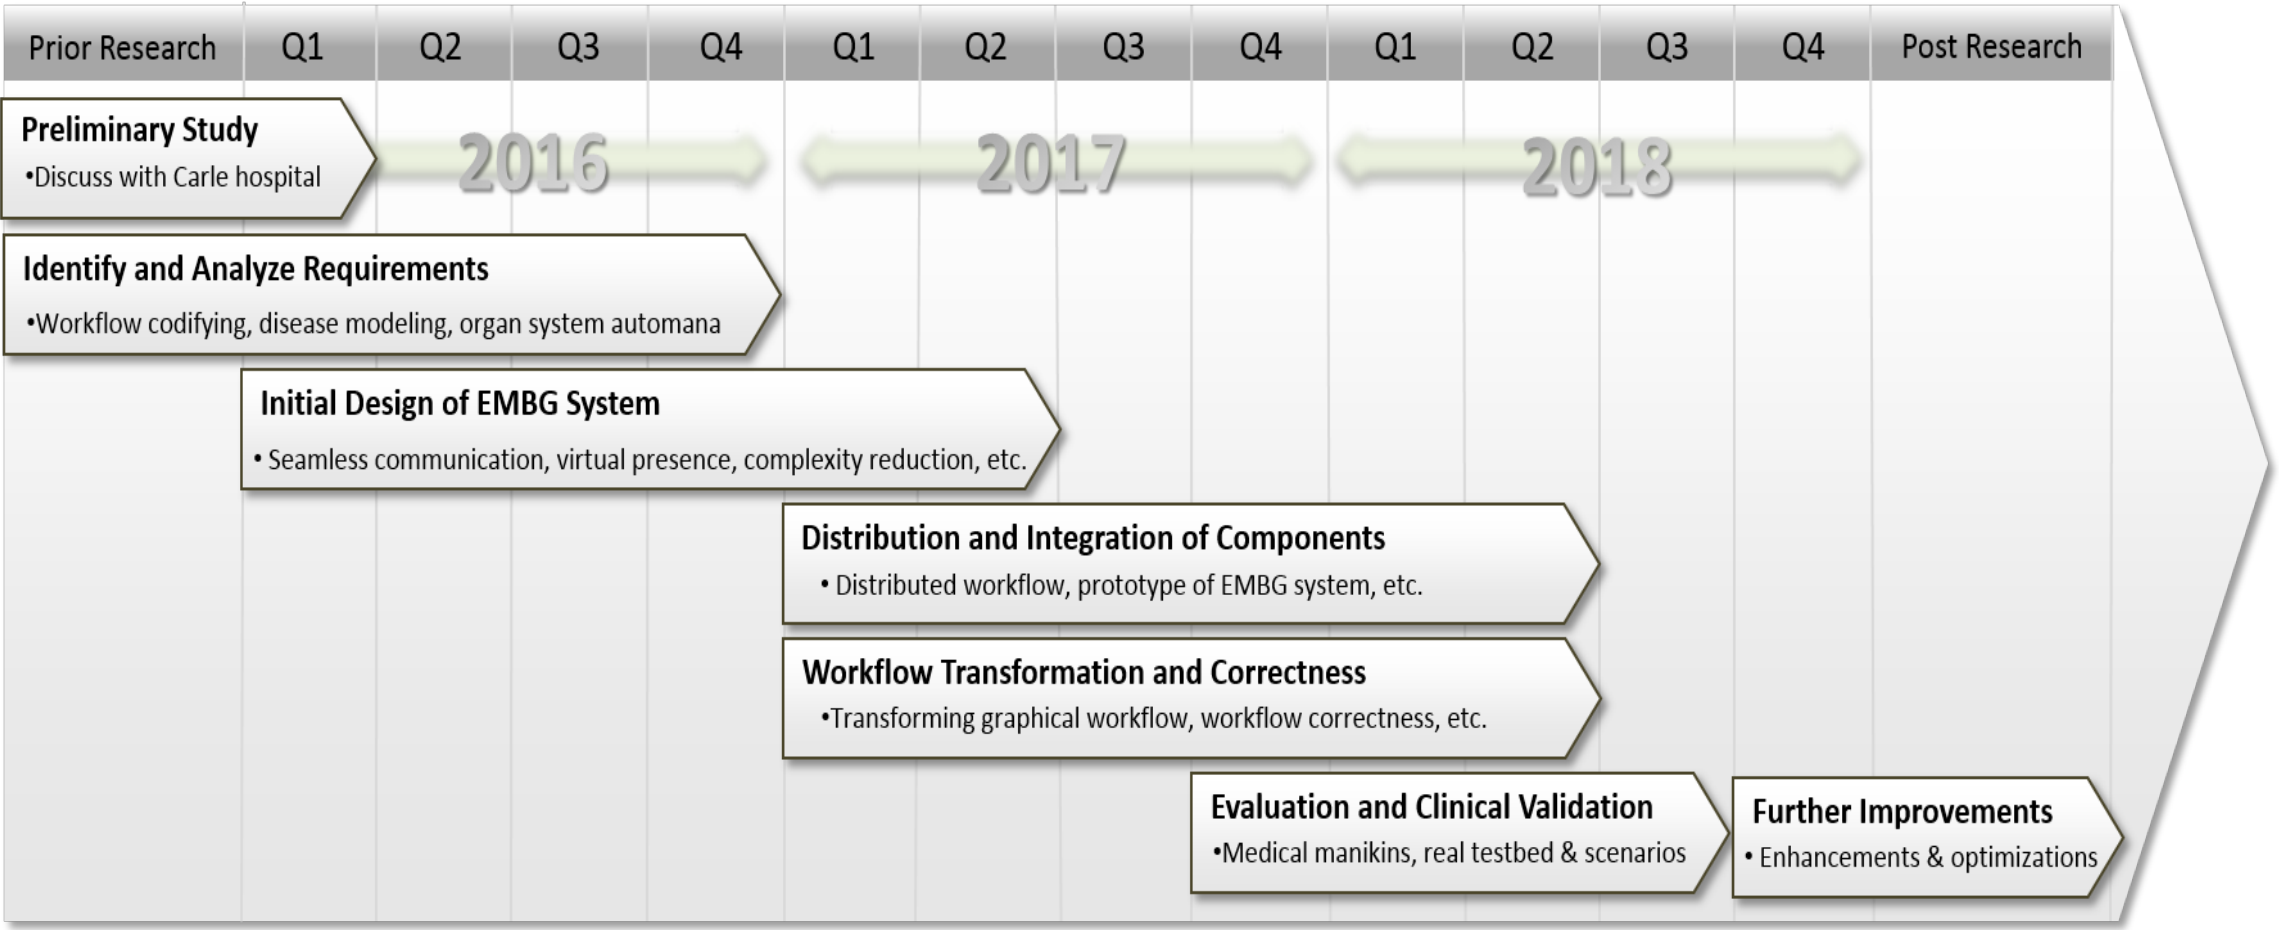 Prior Research Q1 Q2 Q3 Q4 Q1 Q2 Q3 Q4 Q1 Q2 Q3 Q4 Post Research
2016 2017 2018
Preliminary Study
•Discuss with Carle hospital
Identify and Analyze Requirements
•Workflow codifying, disease modeling, organ system automana
Initial Design of EMBG System
• Seamless communication, virtual presence, complexity reduction, etc.
Distribution and Integration of Components
• Distributed workflow, prototype of EMBG system, etc.
Workflow Transformation and Correctness
•Transforming graphical workflow, workflow correctness, etc.
Evaluation and Clinical Validation
•Medical manikins, real testbed & scenarios
Further Improvements
• Enhancements & optimizations